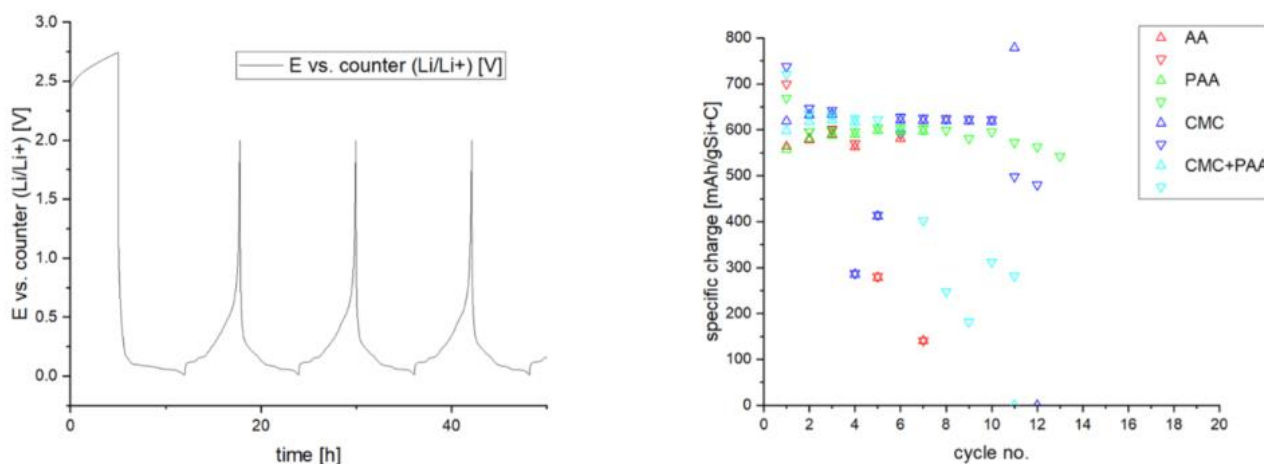 E vs. counter (Li/Li+) [V]
3.0
2.5
2.0
1.5
1.0
0.5
0.0
0
20
40
time [h]
E vs. counter (Li/Li+) [V]
specific charge [mAh/gSi+C]
800
700
600
500
400
300
200
100
0
0 2 4 6 8 10 12 14 16 18 20
cycle no.
AA
PAA
CMC
CMC+PAA